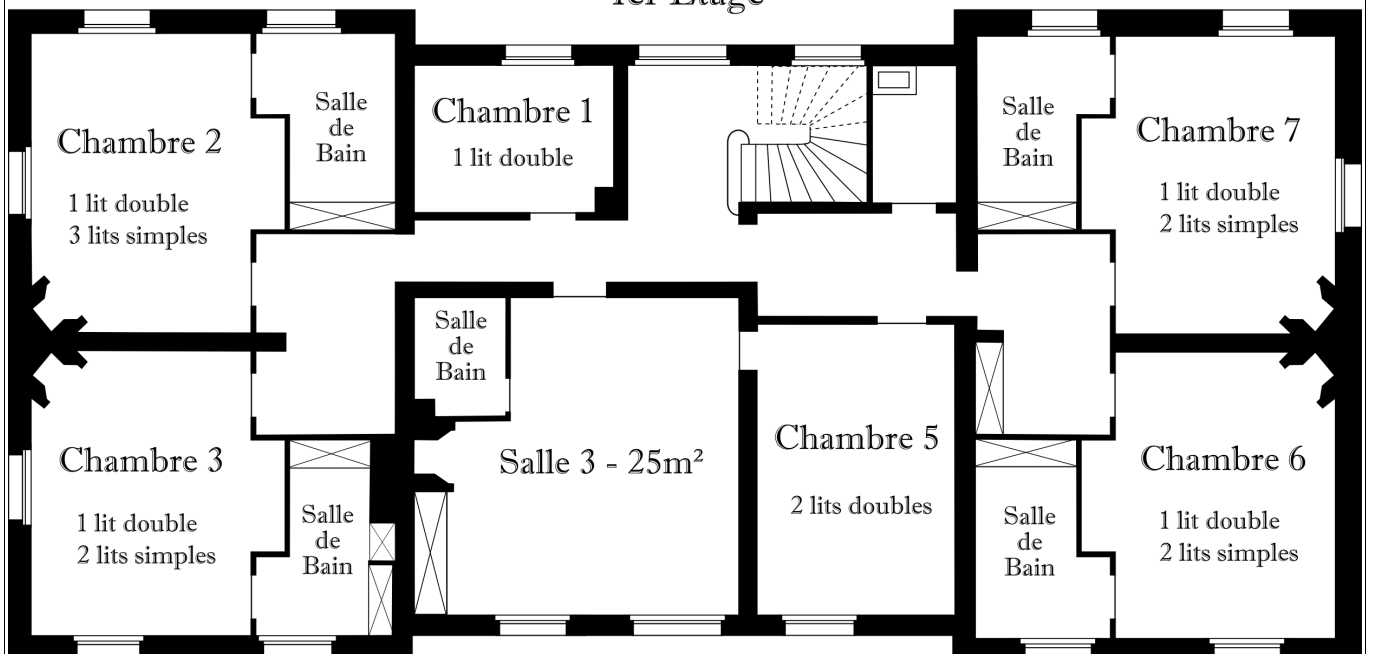 1er Etage
Chambre 2
1 lit double
3 lits simples
Salle
de
Bain
Chambre 1
1 lit double
Salle
de
Bain
Chambre 7
1 lit double
2 lits simples
Chambre 3
1 lit double
2 lits simples
Salle
de
Bain
Salle
de
Bain
Salle 3 - 25m²
Chambre 5
2 lits doubles
Salle
de
Bain
Chambre 6
1 lit double
2 lits simples